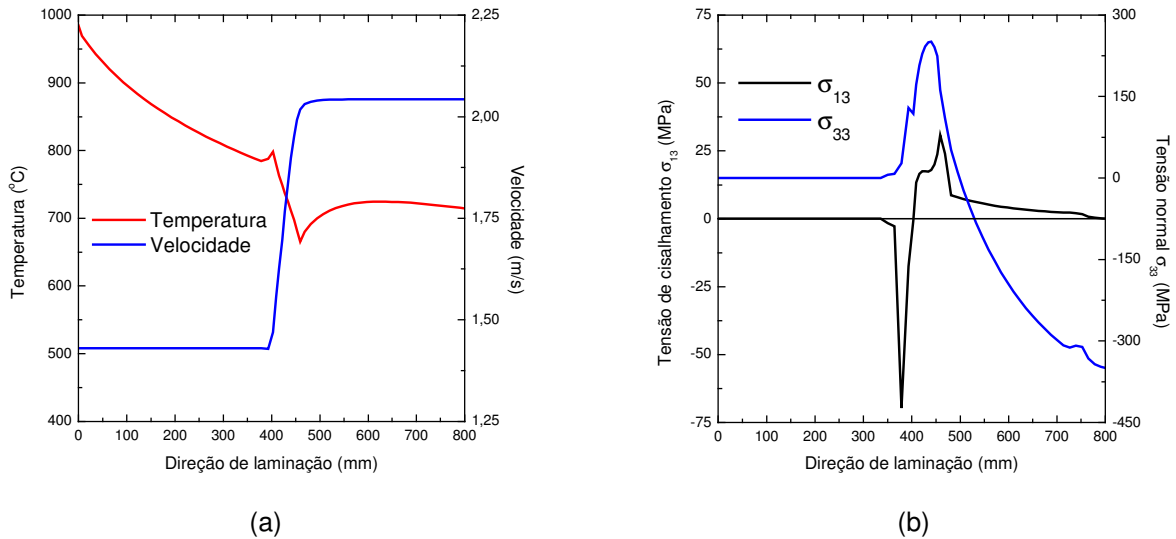 1000
900
800
700
600
500
400
Temperatura (°C)
Temperatura
Velocidade
2,25
2,00
1,75
1,50
1,25
Velocidade (m/s)
0 100 200 300 400 500 600 700 800
Direção de laminação (mm)
(a)
75
50
25
0
-25
-50
-75
Tensão de cisalhamento σ13 (MPa)
σ13
σ33
300
150
0
-150
-300
-450
Tensão normal σ33 (MPa)
0 100 200 300 400 500 600 700 800
Direção de laminação (mm)
(b)